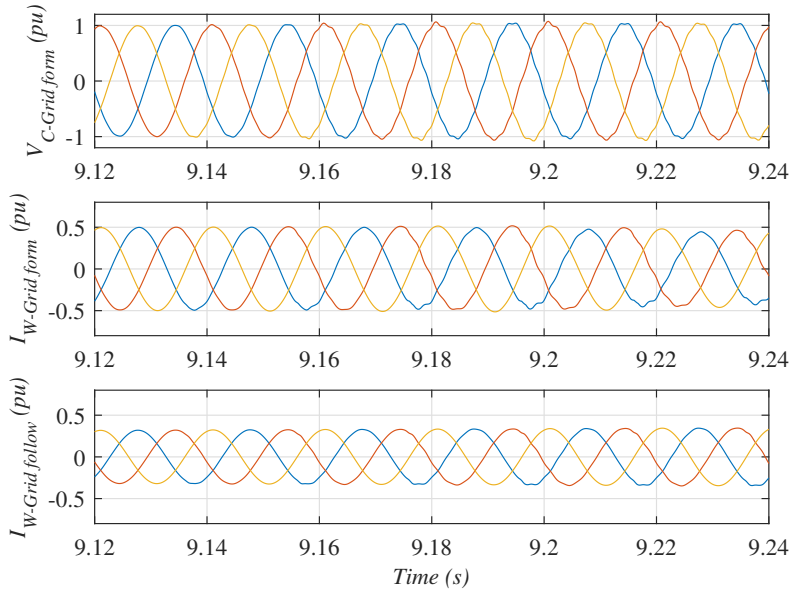 V_C-Grid form (pu)
1
0
-1
9.12 9.14 9.16 9.18 9.2 9.22 9.24
I_W-Grid form (pu)
0.5
0
-0.5
9.12 9.14 9.16 9.18 9.2 9.22 9.24
I_W-Grid follow (pu)
0.5
0
-0.5
9.12 9.14 9.16 9.18 9.2 9.22 9.24
Time (s)